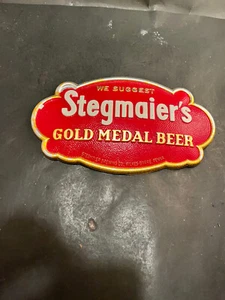 WE SUGGEST
Stegmaier's
GOLD MEDAL BEER